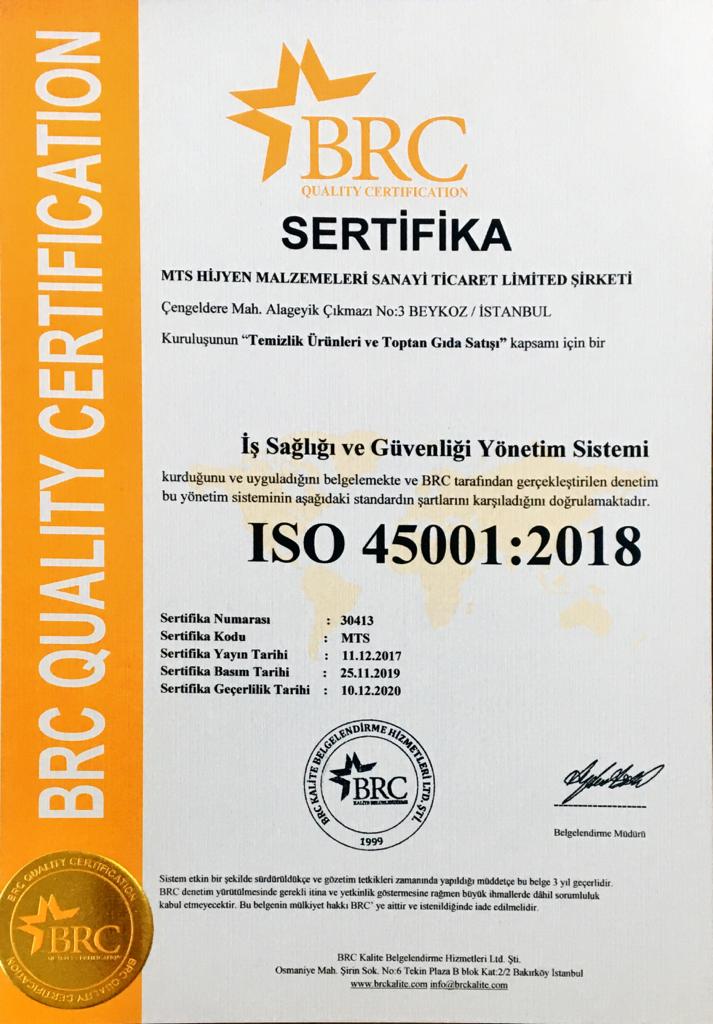 BRC QUALITY CERTIFICATION
BRC
QUALITY CERTIFICATION
SERTİFİKA
MTS HİJYEN MALZEMELERİ SANAYİ TİCARET LİMİTED ŞİRKETİ
Çengeldere Mah. Alageyik Çıkmazı No:3 BEYKOZ / İSTANBUL
Kuruluşunun “Temizlik Ürünleri ve Toptan Gıda Satışı” kapsamı için bir
İş Sağlığı ve Güvenliği Yönetim Sistemi
kurduğunu ve uyguladığını belgelemekte ve BRC tarafından gerçekleştirilen denetim
bu yönetim sisteminin aşağıdaki standardın şartlarını karşıladığını doğrulamaktadır.
ISO 45001:2018
Sertifika Numarası : 30413
Sertifika Kodu : MTS
Sertifika Yayın Tarihi : 11.12.2017
Sertifika Basım Tarihi : 25.11.2019
Sertifika Geçerlilik Tarihi : 10.12.2020
BRC KALİTE BELGELENDİRME HİZMETLERİ LTD. ŞTİ.
BRC
KALİTE BELGELENDİRME
1999
Belgelendirme Müdürü
Sistem etkin bir şekilde sürdürüldükçe ve gözetim tetkikleri zamanında yapıldığı müddetçe bu belge 3 yıl geçerlidir.
BRC denetim yürütülmesinde gerekli itina ve yetkinlik göstermesine rağmen büyük ihmallerde dâhil sorumluluk
kabul etmeyecektir. Bu belgenin mülkiyet hakkı BRC’ ye aittir ve istenildiğinde iade edilmelidir.
BRC QUALITY CERTIFICATION
BRC
QUALITY CERTIFICATION
BRC QUALITY CERTIFICATION
BRC Kalite Belgelendirme Hizmetleri Ltd. Şti.
Osmaniye Mah. Şirin Sok. No:6 Tekin Plaza B blok Kat:2/2 Bakırköy İstanbul
www.brckalite.com info@brckalite.com